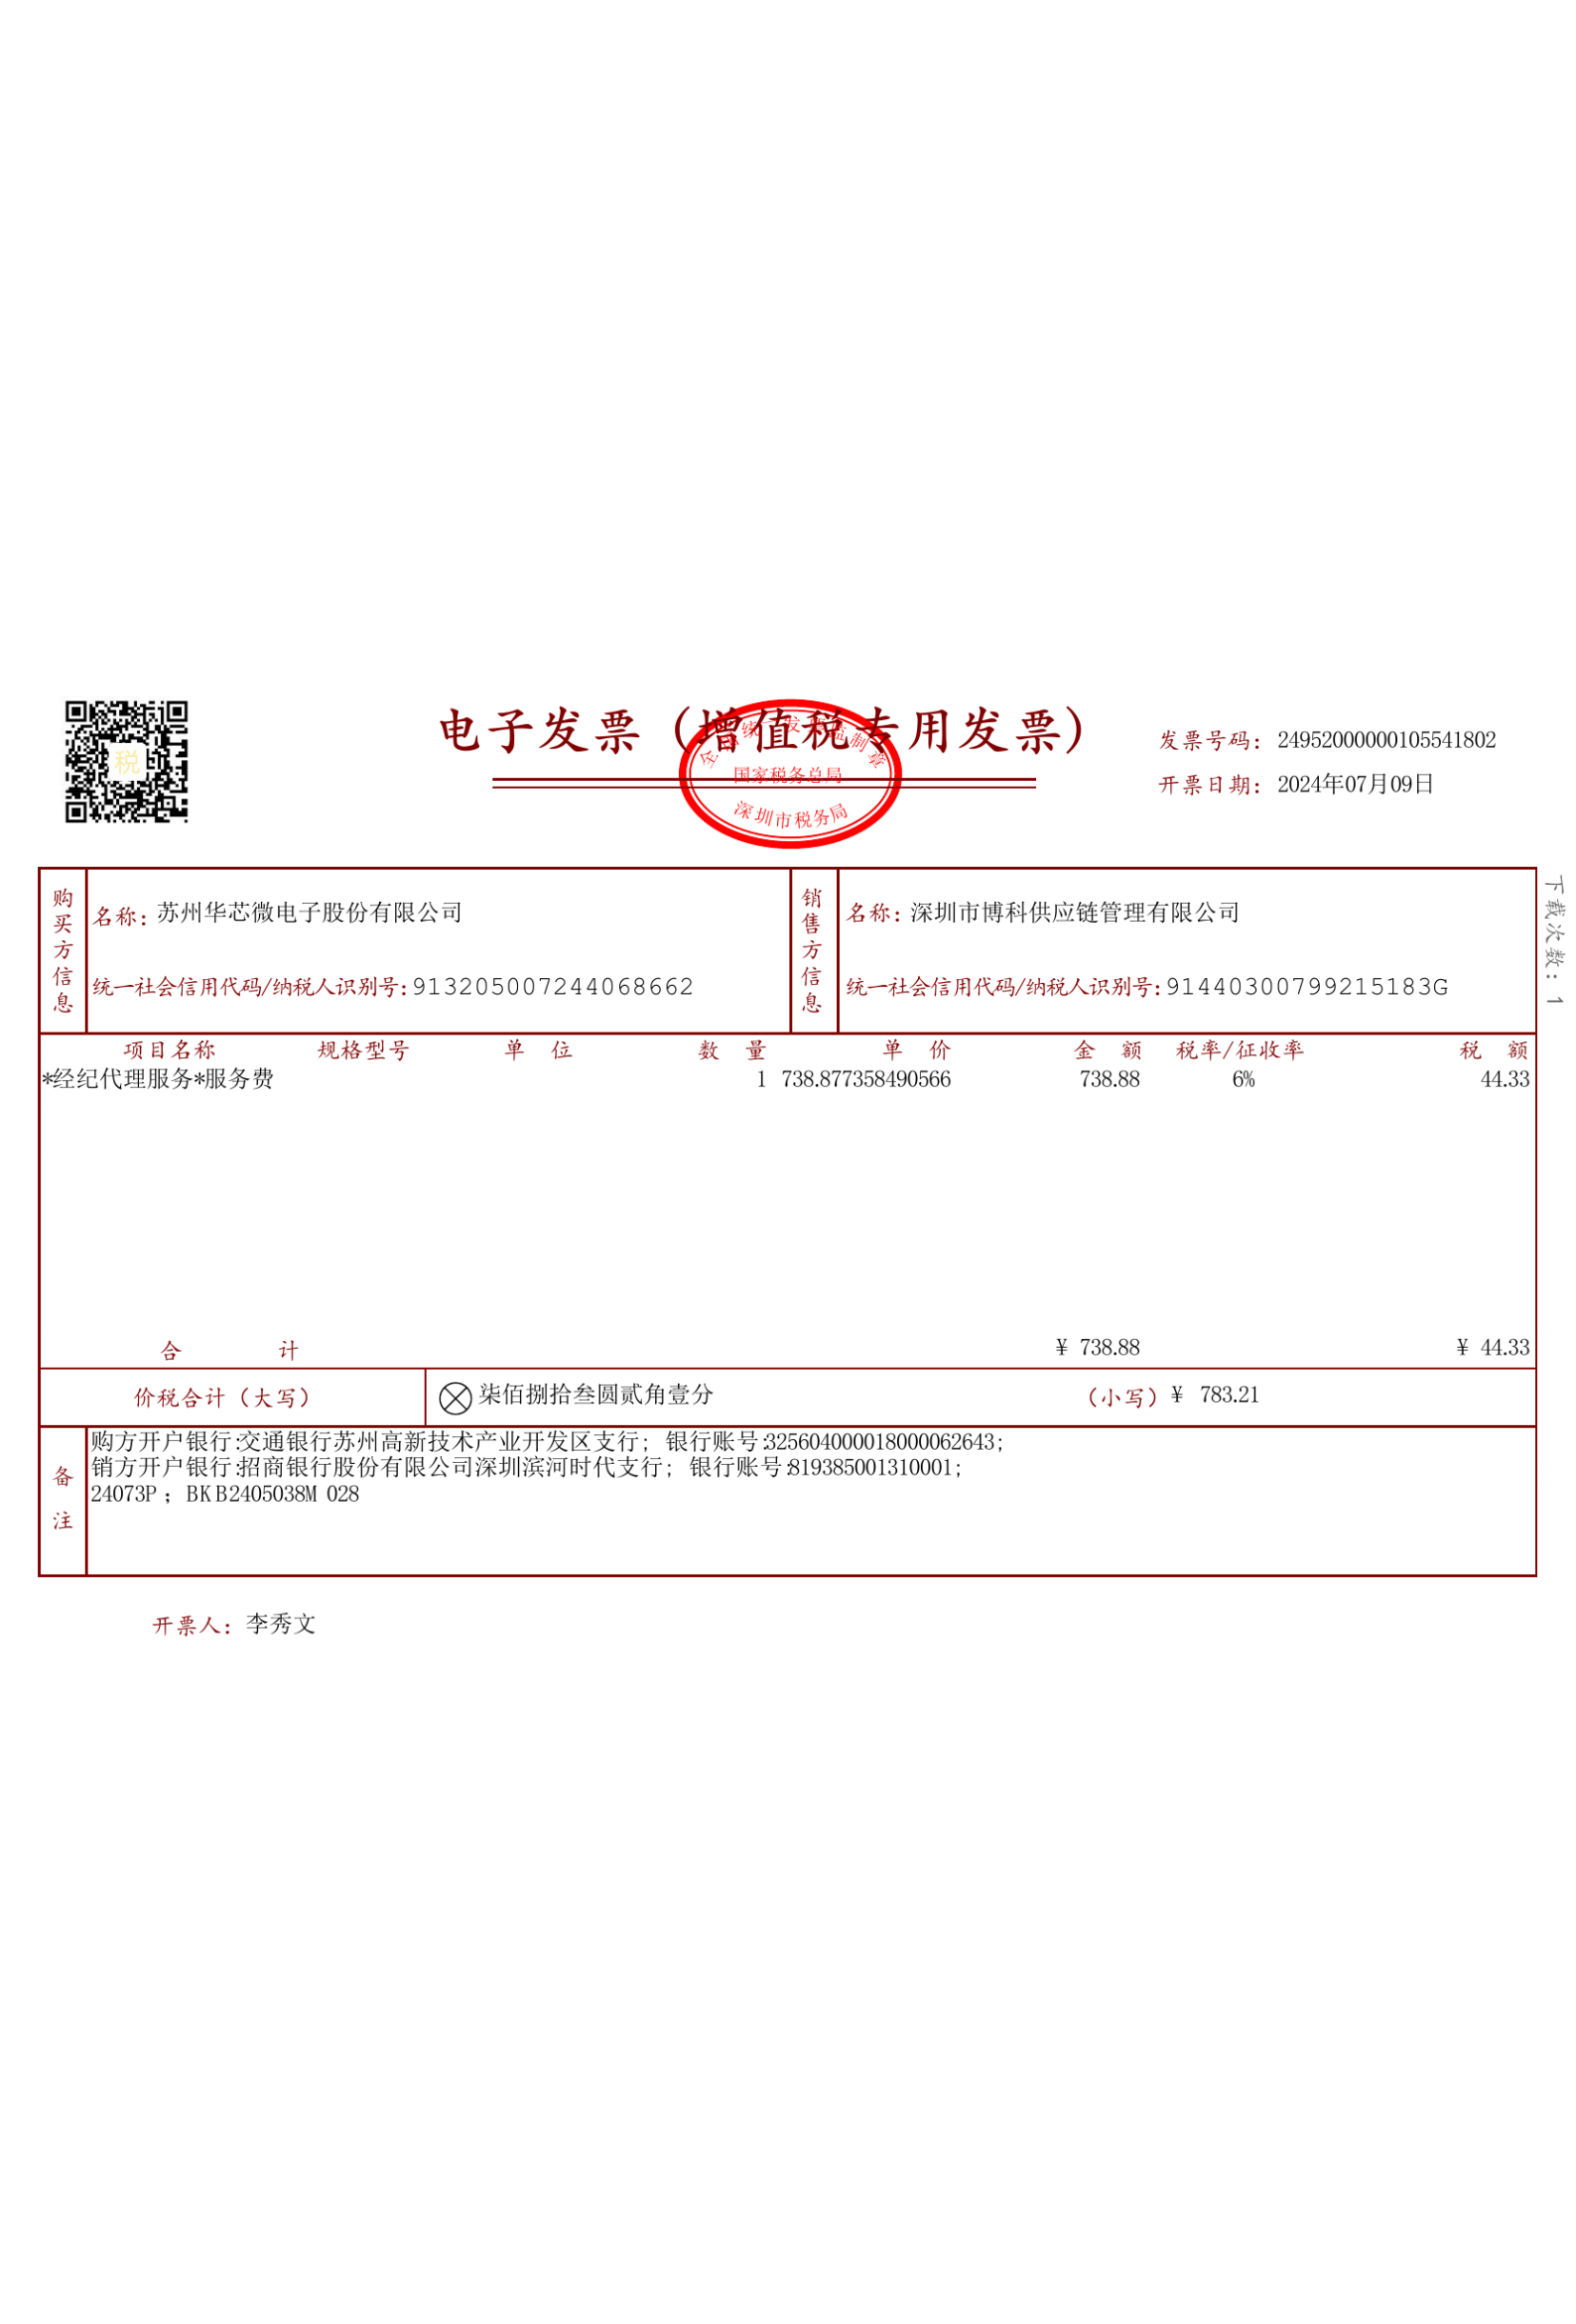 电子发票（增值税专用发票）
税
全国统一发票监制章
国家税务总局
深圳市税务局
发票号码：24952000000105541802
开票日期：2024年07月09日
下载次数：1
购买方信息
名称：苏州华芯微电子股份有限公司
统一社会信用代码/纳税人识别号：913205007244068662
销售方信息
名称：深圳市博科供应链管理有限公司
统一社会信用代码/纳税人识别号：91440300799215183G
项目名称 规格型号 单位 数量 单价 金额 税率/征收率 税额
*经纪代理服务*服务费 1 738.877358490566 738.88 6% 44.33
合计 ¥ 738.88 ¥ 44.33
价税合计（大写） 柒佰捌拾叁圆贰角壹分 （小写）¥ 783.21
备注
购方开户银行:交通银行苏州高新技术产业开发区支行; 银行账号:325604000018000062643;
销方开户银行:招商银行股份有限公司深圳滨河时代支行; 银行账号:819385001310001;
24073P ; BKB2405038M 028
开票人：李秀文